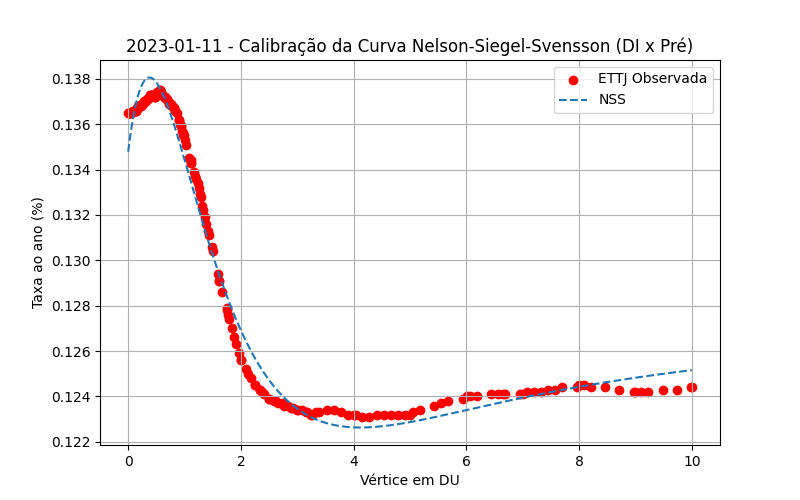 2023-01-11 - Calibração da Curva Nelson-Siegel-Svensson (DI x Pré)
ETTJ Observada
NSS
Taxa ao ano (%)
0.138
0.136
0.134
0.132
0.130
0.128
0.126
0.124
0.122
0 2 4 6 8 10
Vértice em DU